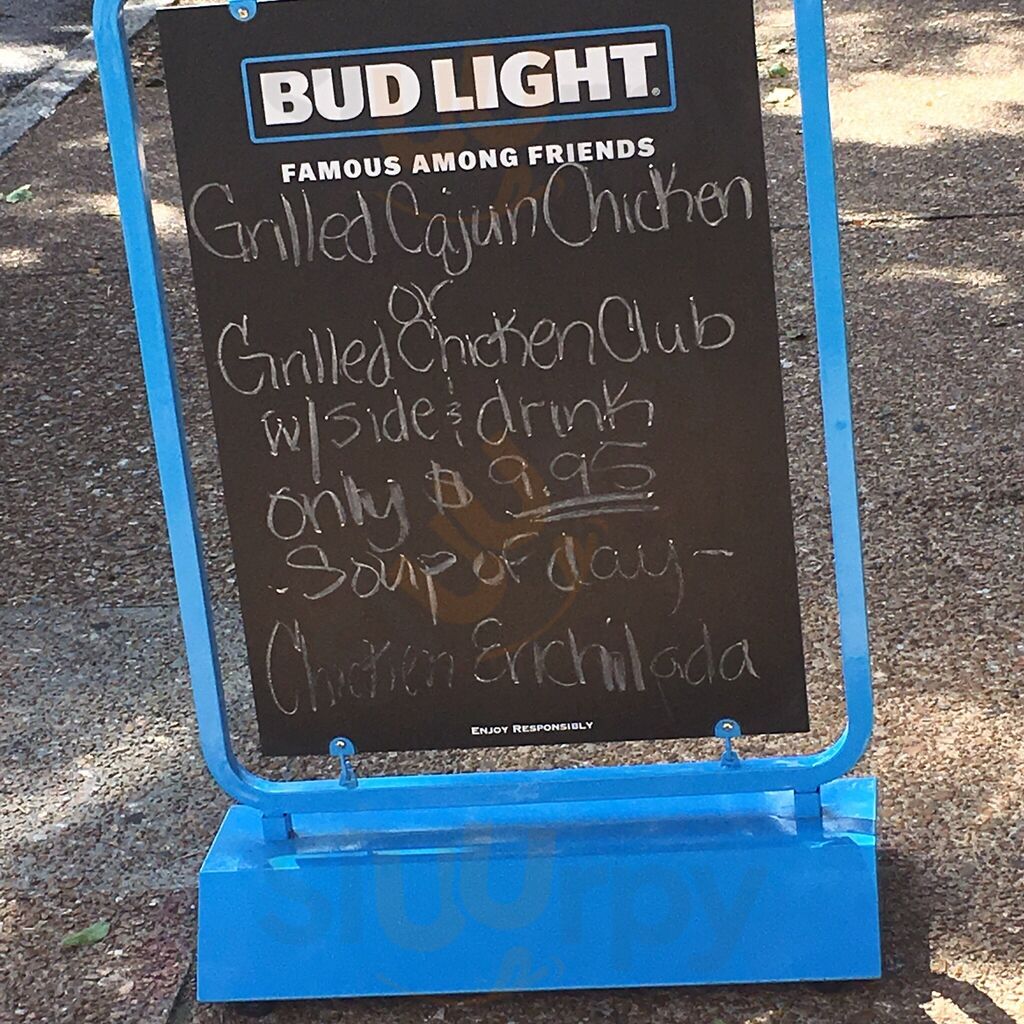 BUD LIGHT®
FAMOUS AMONG FRIENDS
Grilled Cajun Chicken
or
Grilled Chicken Club
w/side & drink
only $ 9.95
Soup of day -
Chicken Enchilada
ENJOY RESPONSIBLY
sluurpy